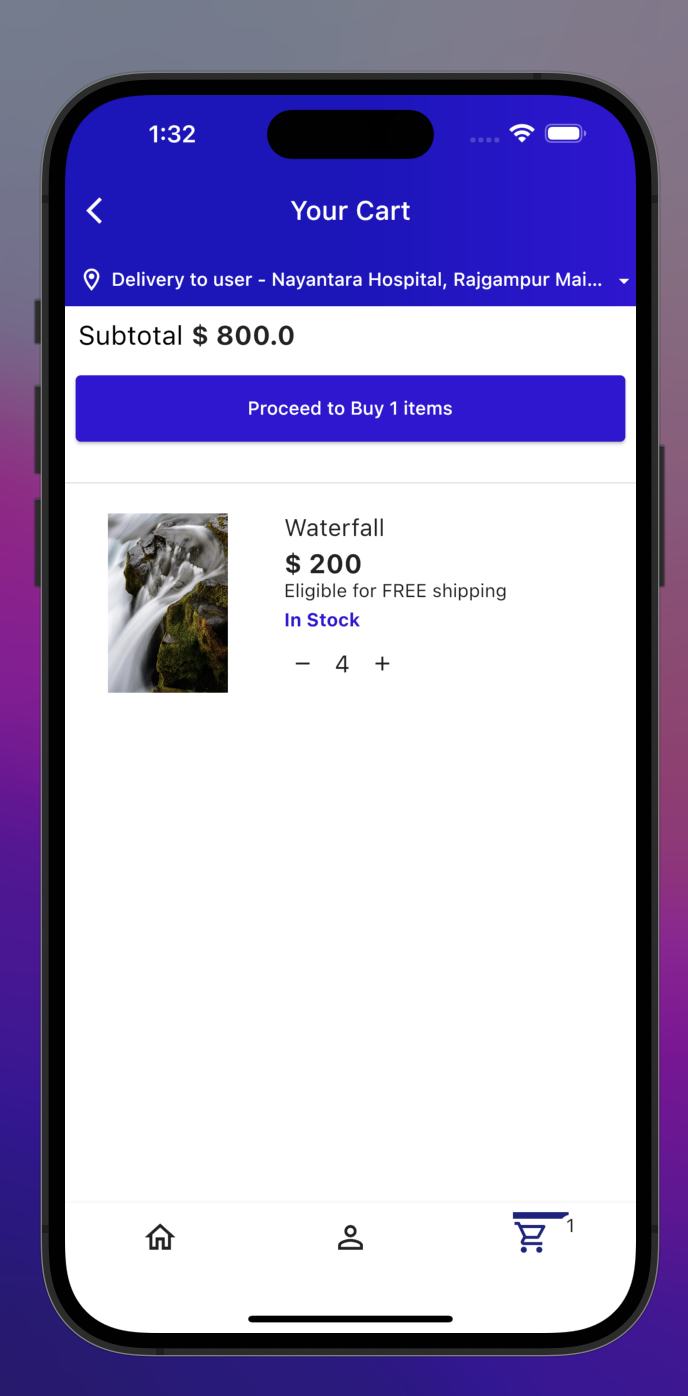 1:32
Your Cart
Delivery to user - Nayantara Hospital, Rajgampur Mai...
Subtotal $ 800.0
Proceed to Buy 1 items
Waterfall
$ 200
Eligible for FREE shipping
In Stock
− 4 +
1